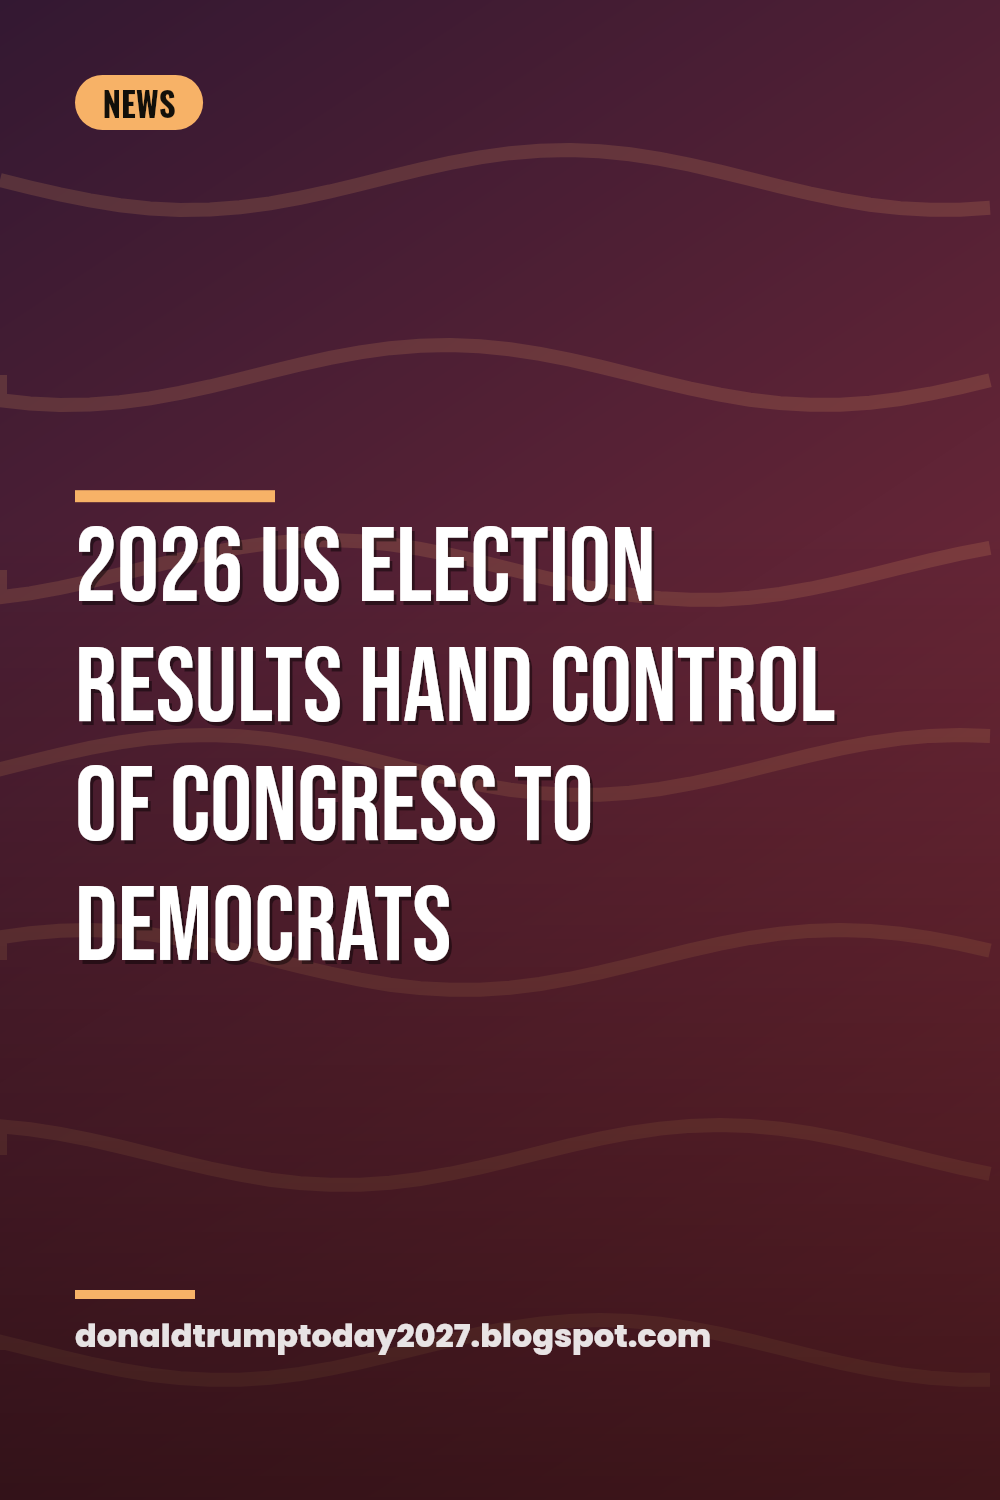 NEWS
2026 US ELECTION
RESULTS HAND CONTROL
OF CONGRESS TO
DEMOCRATS
donaldtrumptoday2027.blogspot.com